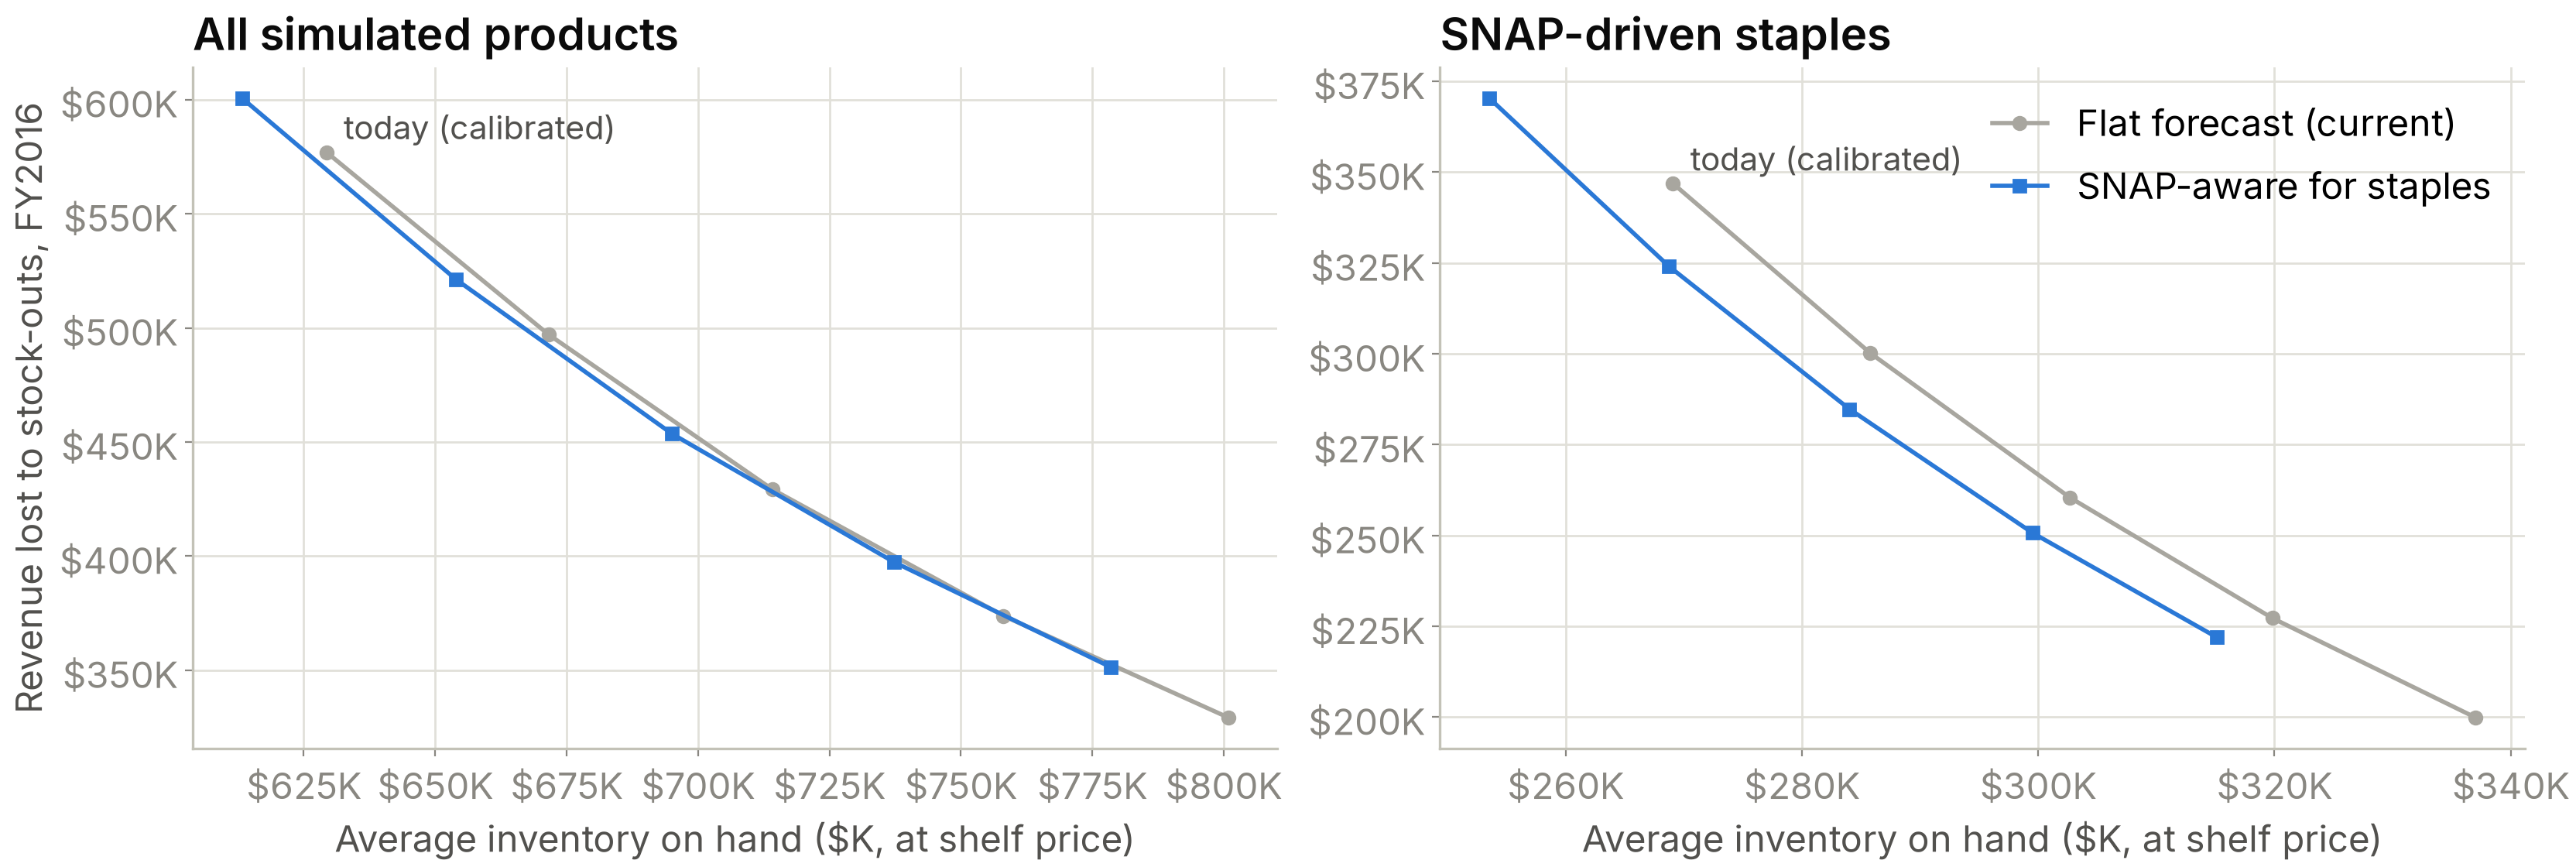 All simulated products
Revenue lost to stock-outs, FY2016
$600K
$550K
$500K
$450K
$400K
$350K
today (calibrated)
$625K $650K $675K $700K $725K $750K $775K $800K
Average inventory on hand ($K, at shelf price)
SNAP-driven staples
$375K
$350K
$325K
$300K
$275K
$250K
$225K
$200K
today (calibrated)
Flat forecast (current)
SNAP-aware for staples
$260K $280K $300K $320K $340K
Average inventory on hand ($K, at shelf price)